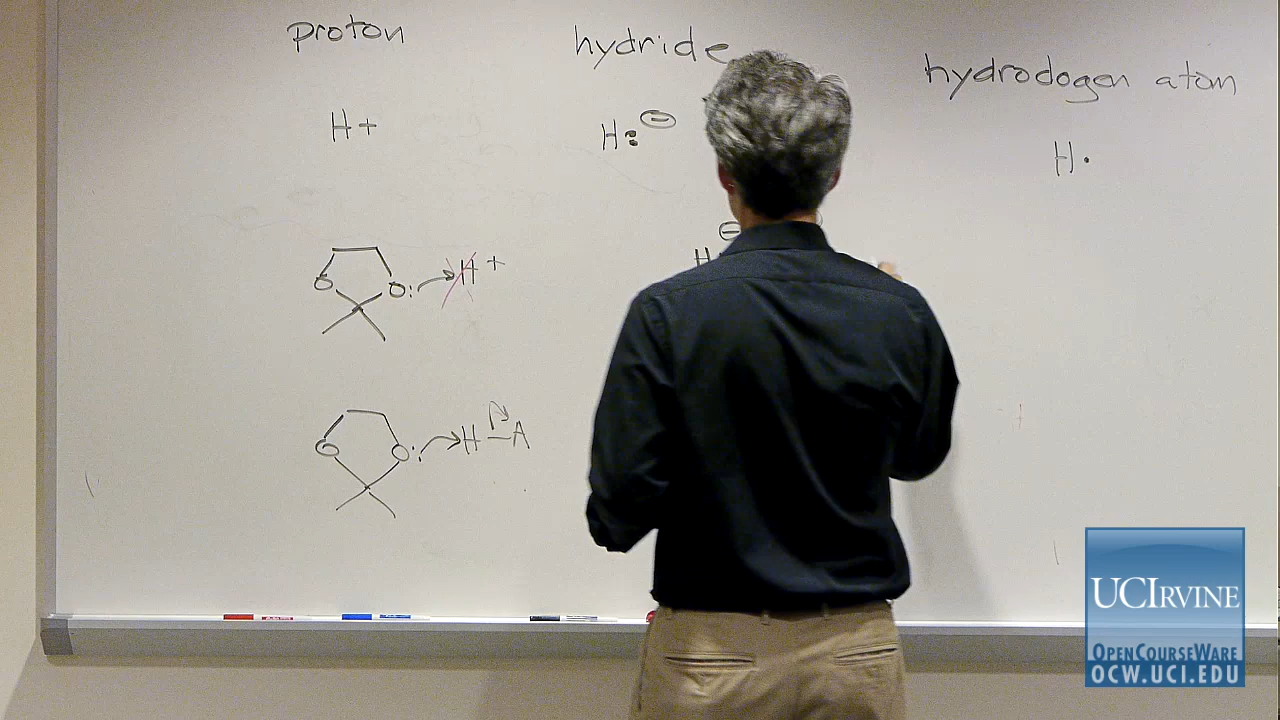 proton
hydride
hydrodogen atom
H+
H:⊖
H·
O
O:
H+
⊖
H
O
O:
H-A
UCIRVINE
OPENCOURSEWARE
OCW.UCI.EDU